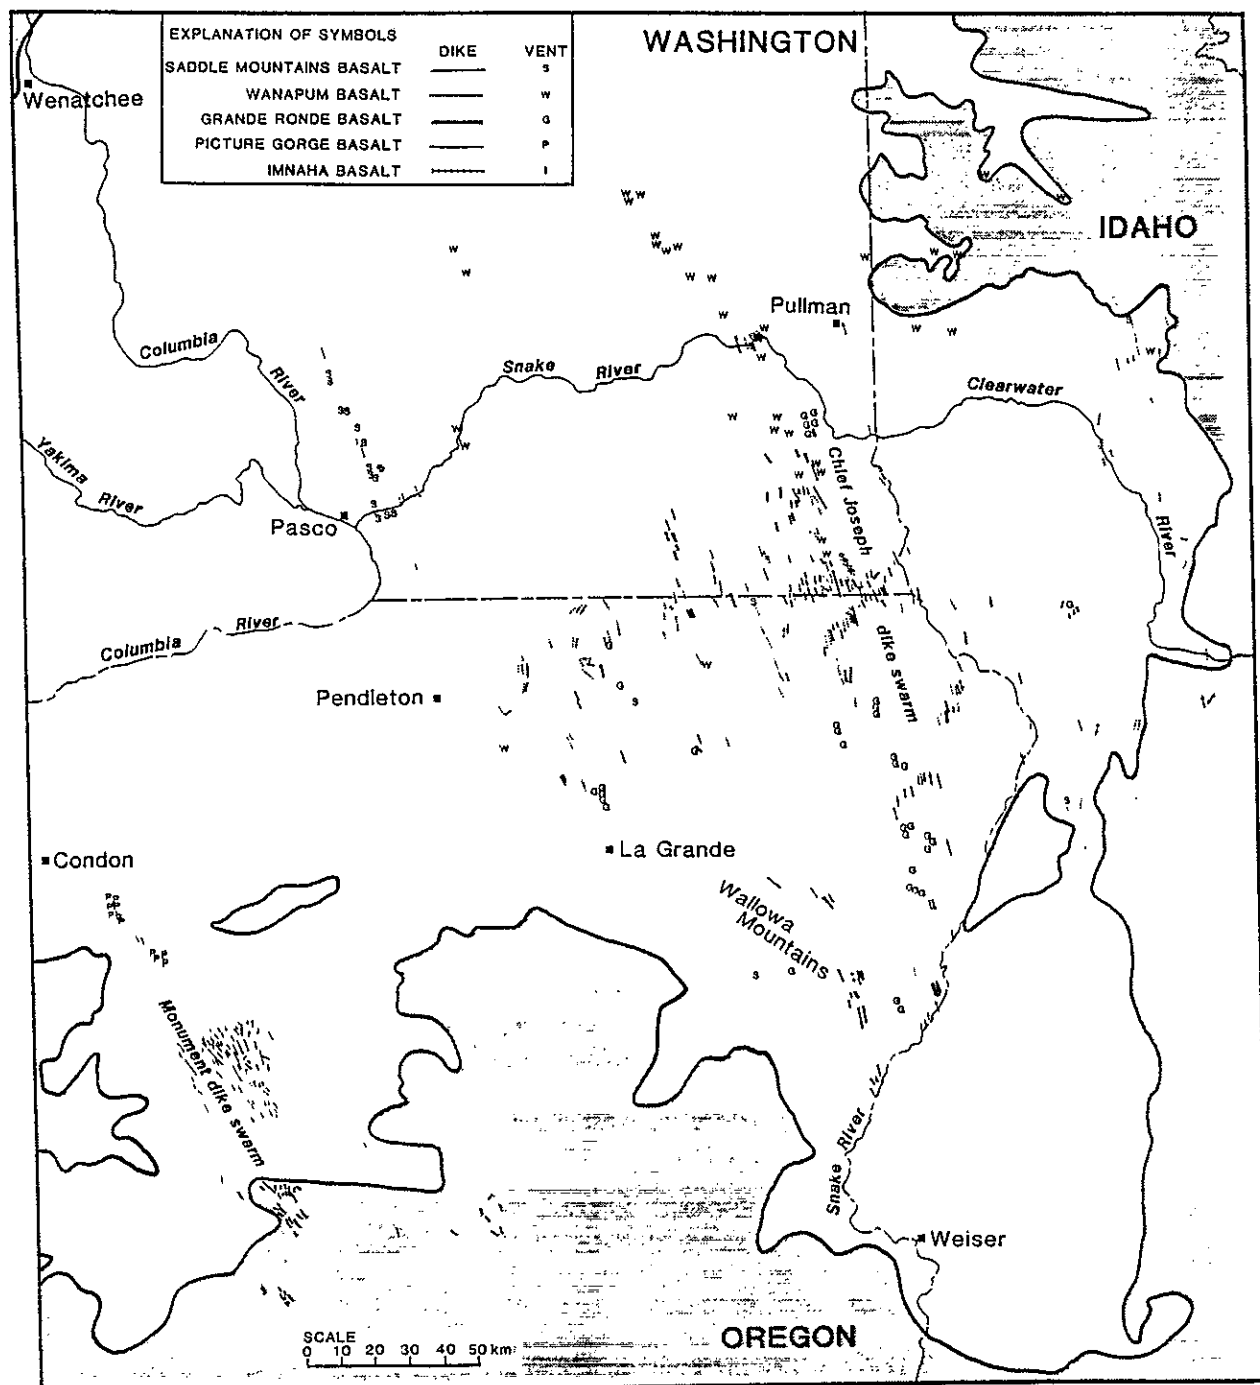 EXPLANATION OF SYMBOLS
DIKE VENT
SADDLE MOUNTAINS BASALT S
WANAPUM BASALT W
GRANDE RONDE BASALT G
PICTURE GORGE BASALT P
IMNAHA BASALT I
WASHINGTON
Wenatchee
IDAHO
Pullman
Columbia
River
Snake River
Clearwater
River
Yakima
River
Pasco
Chief Joseph
dike swarm
Columbia River
Pendleton
La Grande
Condon
Wallowa
Mountains
Monument dike swarm
Snake River
Weiser
SCALE
0 10 20 30 40 50 km
OREGON